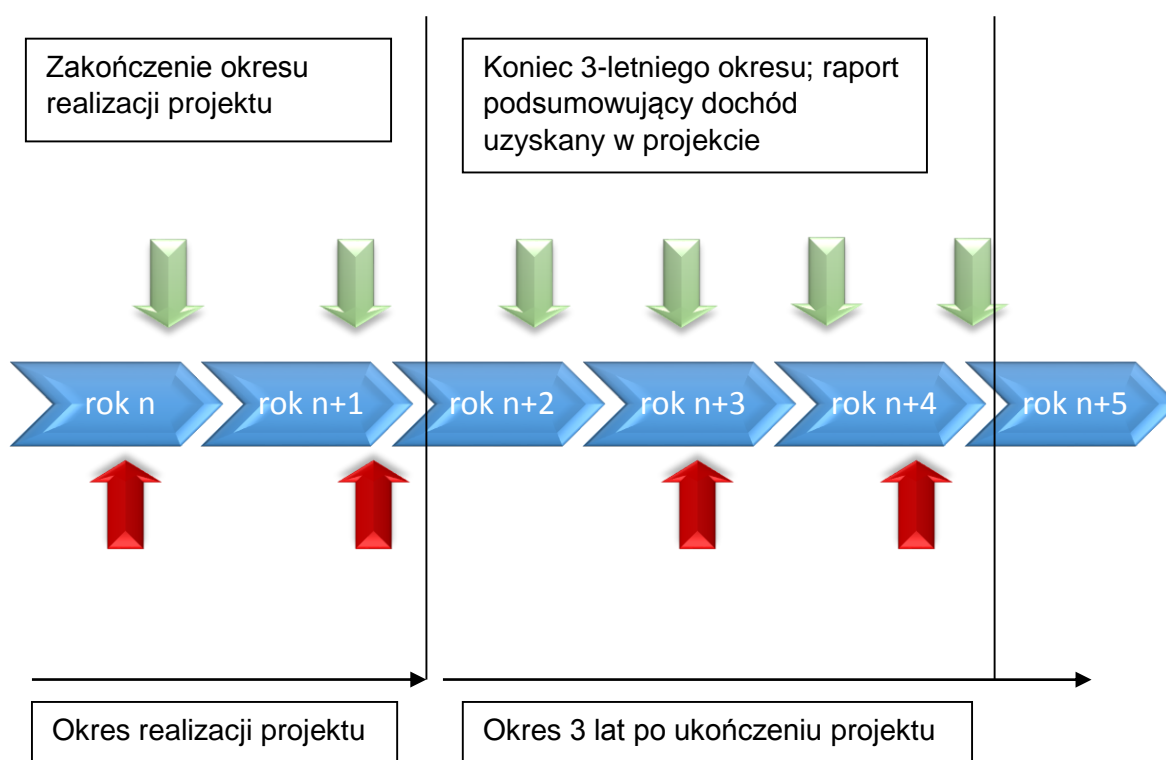 Zakończenie okresu
realizacji projektu
Koniec 3-letniego okresu; raport
podsumowujący dochód
uzyskany w projekcie
rok n
rok n+1
rok n+2
rok n+3
rok n+4
rok n+5
Okres realizacji projektu
Okres 3 lat po ukończeniu projektu